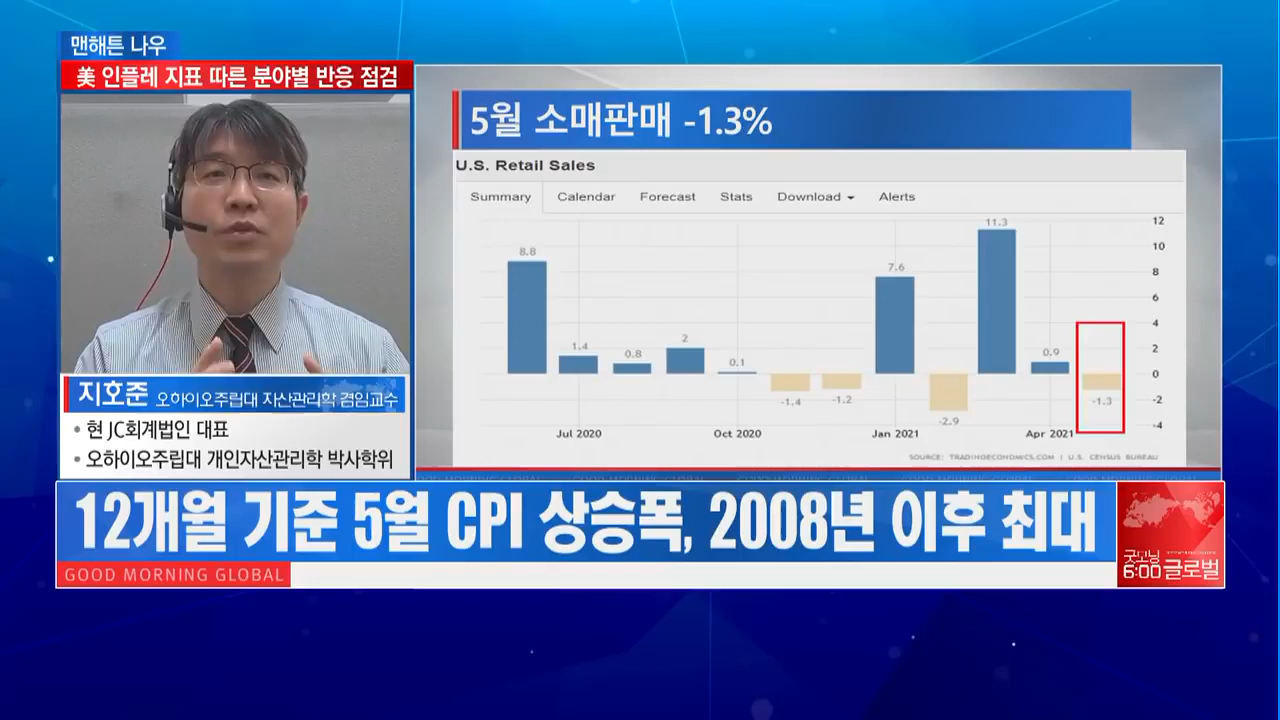 맨해튼 나우
美 인플레 지표 따른 분야별 반응 점검
5월 소매판매 -1.3%
U.S. Retail Sales
Summary Calendar Forecast Stats Download Alerts
12
11.3
10
8.8
8
7.6
6
4
2
2
1.4
0.8
0.1
0.9
0
-1.4
-1.2
-2.9
-1.3
-2
-4
Jul 2020 Oct 2020 Jan 2021 Apr 2021
SOURCE: TRADINGECONOMICS.COM | U.S. CENSUS BUREAU
지호준 오하이오주립대 자산관리학 겸임교수
• 현 JC회계법인 대표
• 오하이오주립대 개인자산관리학 박사학위
12개월 기준 5월 CPI 상승폭, 2008년 이후 최대
GOOD MORNING GLOBAL
굿모닝
6:00 글로벌